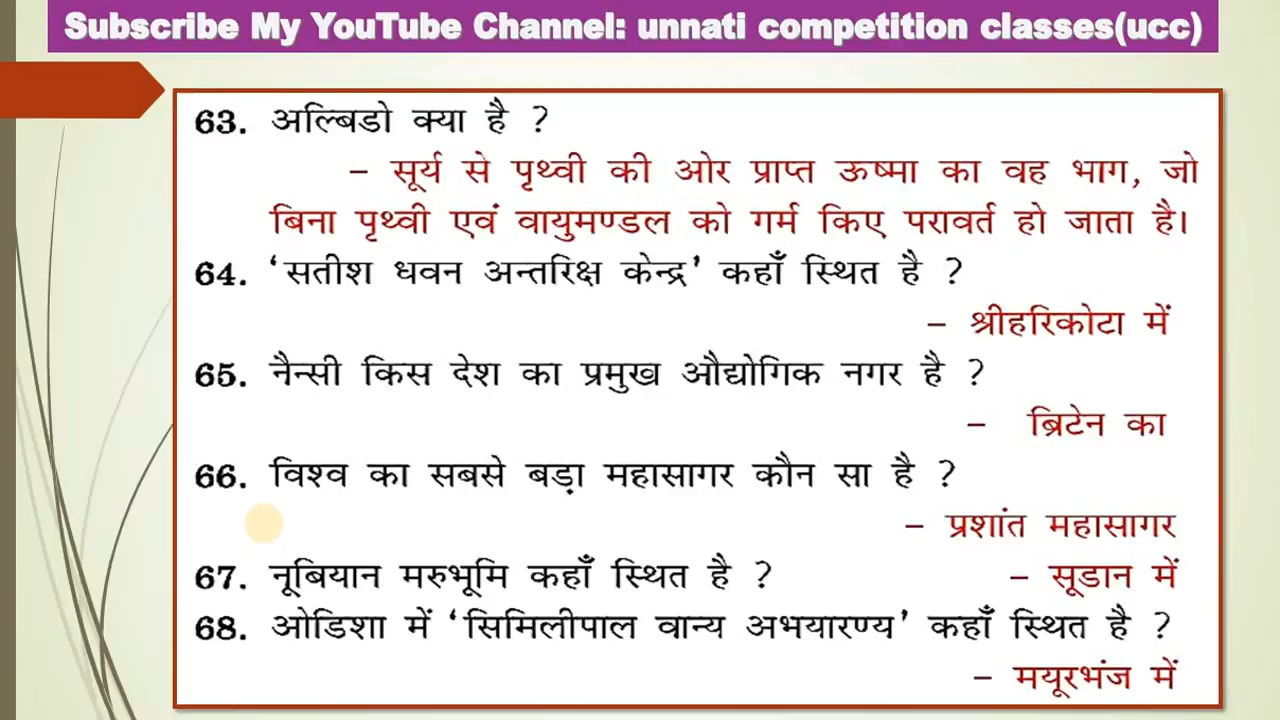 Subscribe My YouTube Channel: unnati competition classes(ucc)
63. अल्बिडो क्या है ?
– सूर्य से पृथ्वी की ओर प्राप्त ऊष्मा का वह भाग, जो
बिना पृथ्वी एवं वायुमण्डल को गर्म किए परावर्त हो जाता है।
64. ‘सतीश धवन अन्तरिक्ष केन्द्र’ कहाँ स्थित है ?
– श्रीहरिकोटा में
65. नैन्सी किस देश का प्रमुख औद्योगिक नगर है ?
– ब्रिटेन का
66. विश्व का सबसे बड़ा महासागर कौन सा है ?
– प्रशांत महासागर
67. नूबियान मरुभूमि कहाँ स्थित है ? – सूडान में
68. ओडिशा में ‘सिमिलीपाल वान्य अभयारण्य’ कहाँ स्थित है ?
– मयूरभंज में